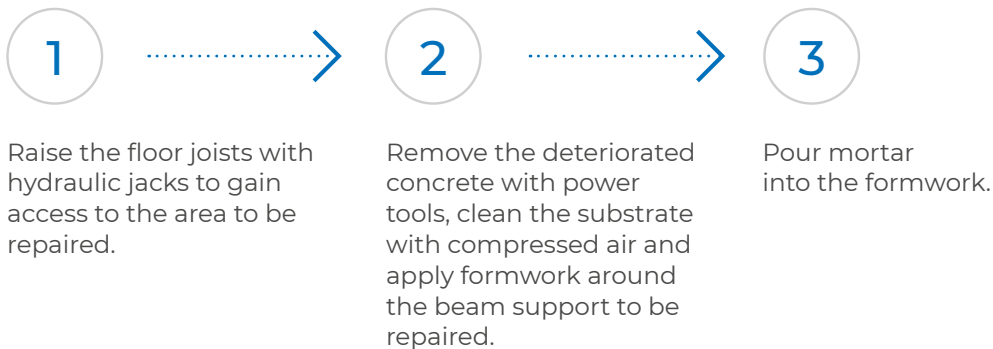 1
Raise the floor joists with
hydraulic jacks to gain
access to the area to be
repaired.
2
Remove the deteriorated
concrete with power
tools, clean the substrate
with compressed air and
apply formwork around
the beam support to be
repaired.
3
Pour mortar
into the formwork.